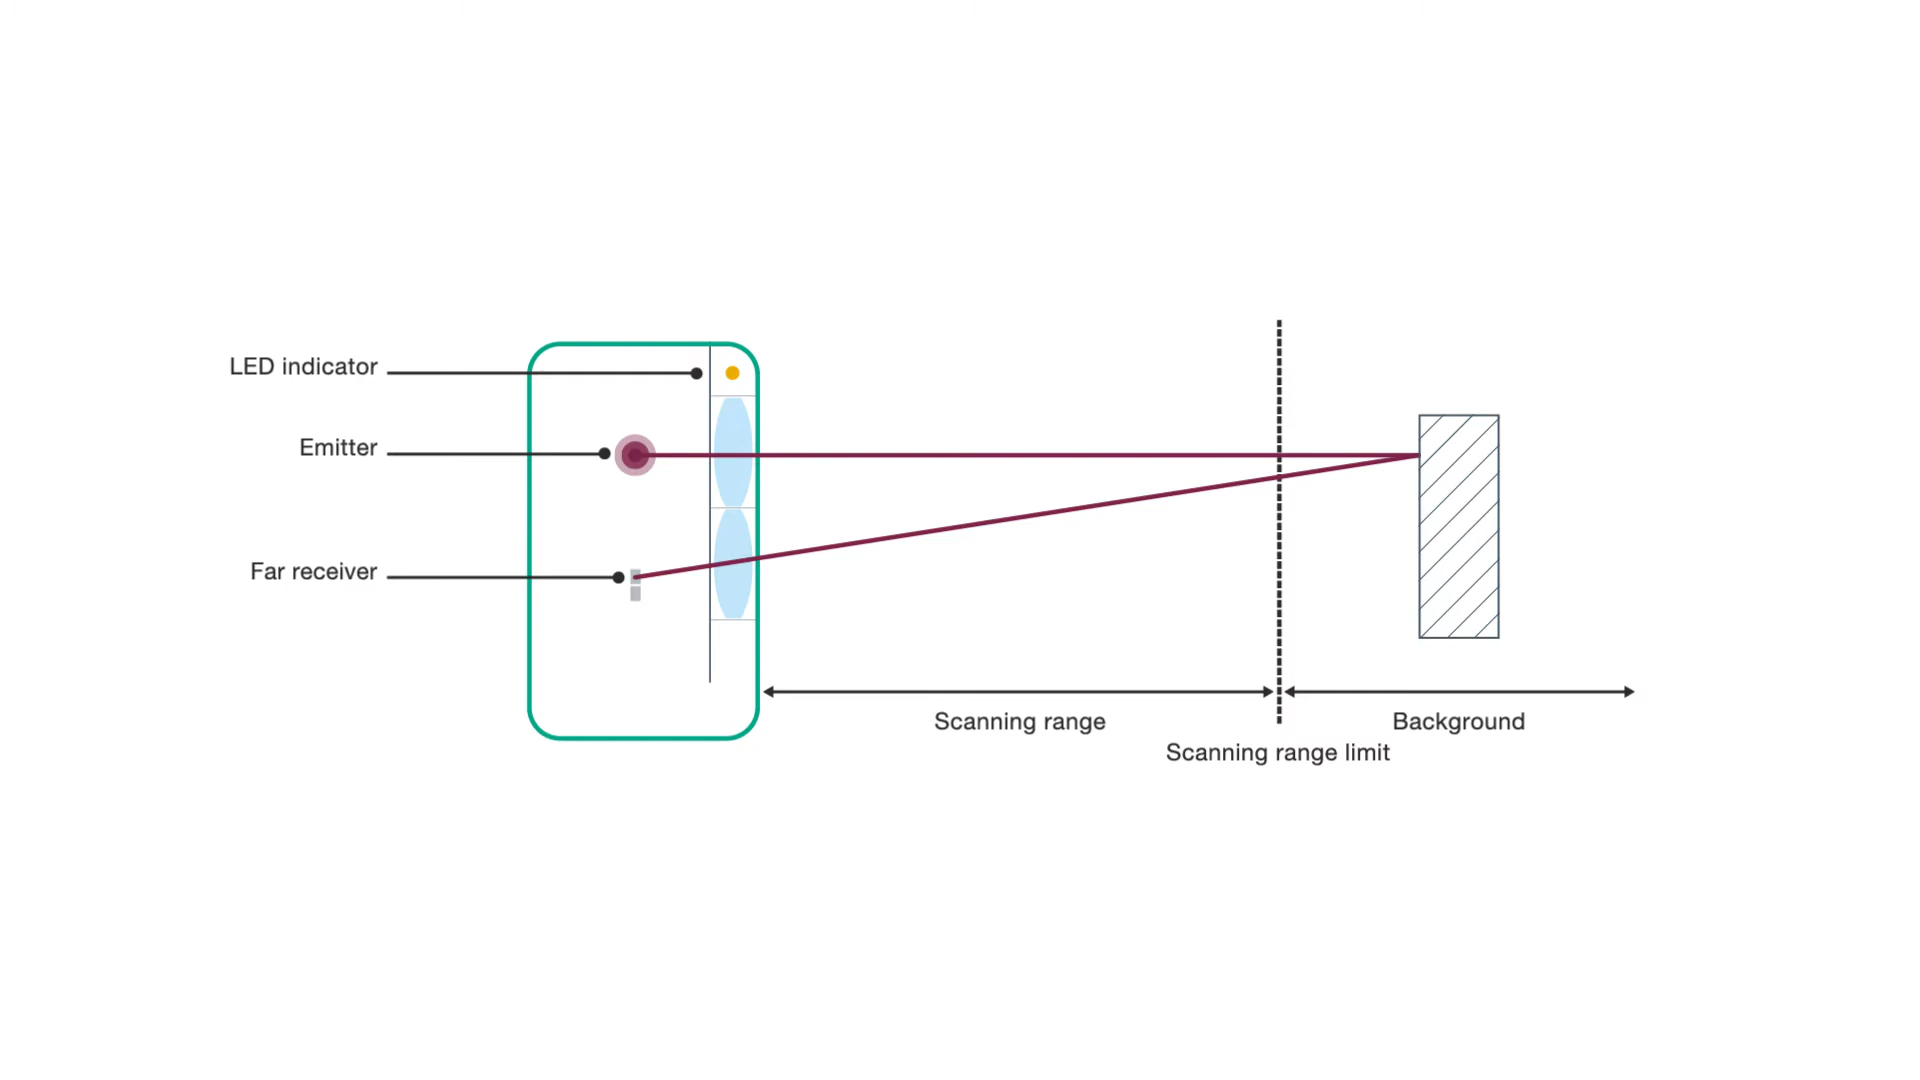 LED indicator
Emitter
Far receiver
Scanning range
Background
Scanning range limit